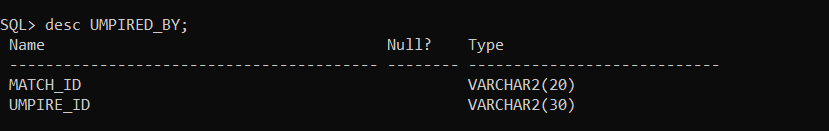 SQL> desc UMPIRED_BY;
 Name                                      Null?    Type
 ----------------------------------------- -------- ----------------------------
 MATCH_ID                                           VARCHAR2(20)
 UMPIRE_ID                                          VARCHAR2(30)